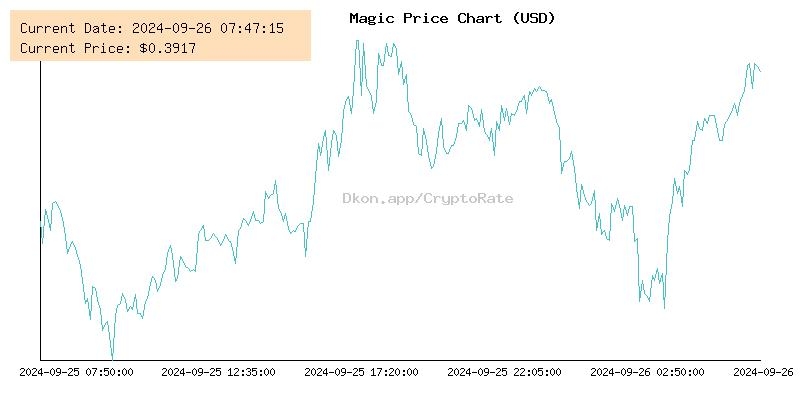 Magic Price Chart (USD)
Current Date: 2024-09-26 07:47:15
Current Price: $0.3917
Dkon.app/CryptoRate
2024-09-25 07:50:00 2024-09-25 12:35:00 2024-09-25 17:20:00 2024-09-25 22:05:00 2024-09-26 02:50:00 2024-09-26